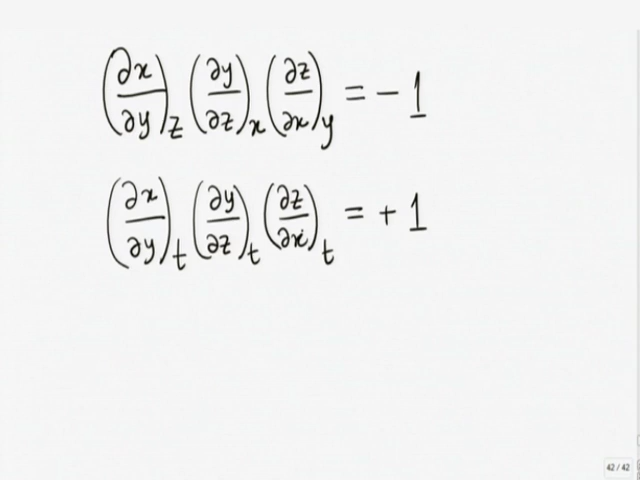 (∂x/∂y)_z (∂y/∂z)_x (∂z/∂x)_y = - 1
(∂x/∂y)_t (∂y/∂z)_t (∂z/∂x)_t = + 1
42 / 42